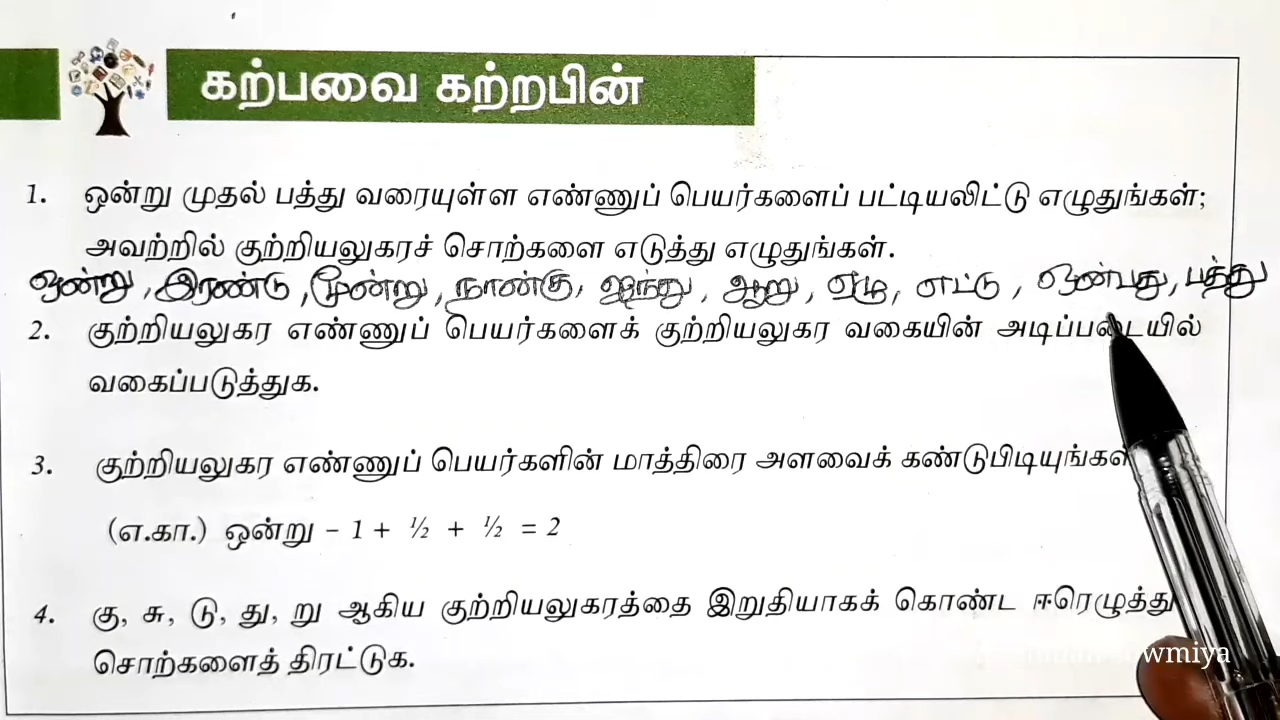 கற்பவை கற்றபின்
1. ஒன்று முதல் பத்து வரையுள்ள எண்ணுப் பெயர்களைப் பட்டியலிட்டு எழுதுங்கள்;
அவற்றில் குற்றியலுகரச் சொற்களை எடுத்து எழுதுங்கள்.
ஒன்று, இரண்டு, மூன்று, நான்கு, ஐந்து, ஆறு, ஏழு, எட்டு, ஒன்பது, பத்து
2. குற்றியலுகர எண்ணுப் பெயர்களைக் குற்றியலுகர வகையின் அடிப்படையில்
வகைப்படுத்துக.
3. குற்றியலுகர எண்ணுப் பெயர்களின் மாத்திரை அளவைக்
(எ.கா.) ஒன்று – 1 + ½ + ½ = 2
4. கு, சு, டு, து, று ஆகிய குற்றியலுகரத்தை இறுதியாகக் கொண்ட ஈரெழுத்து
சொற்களைத் திரட்டுக.